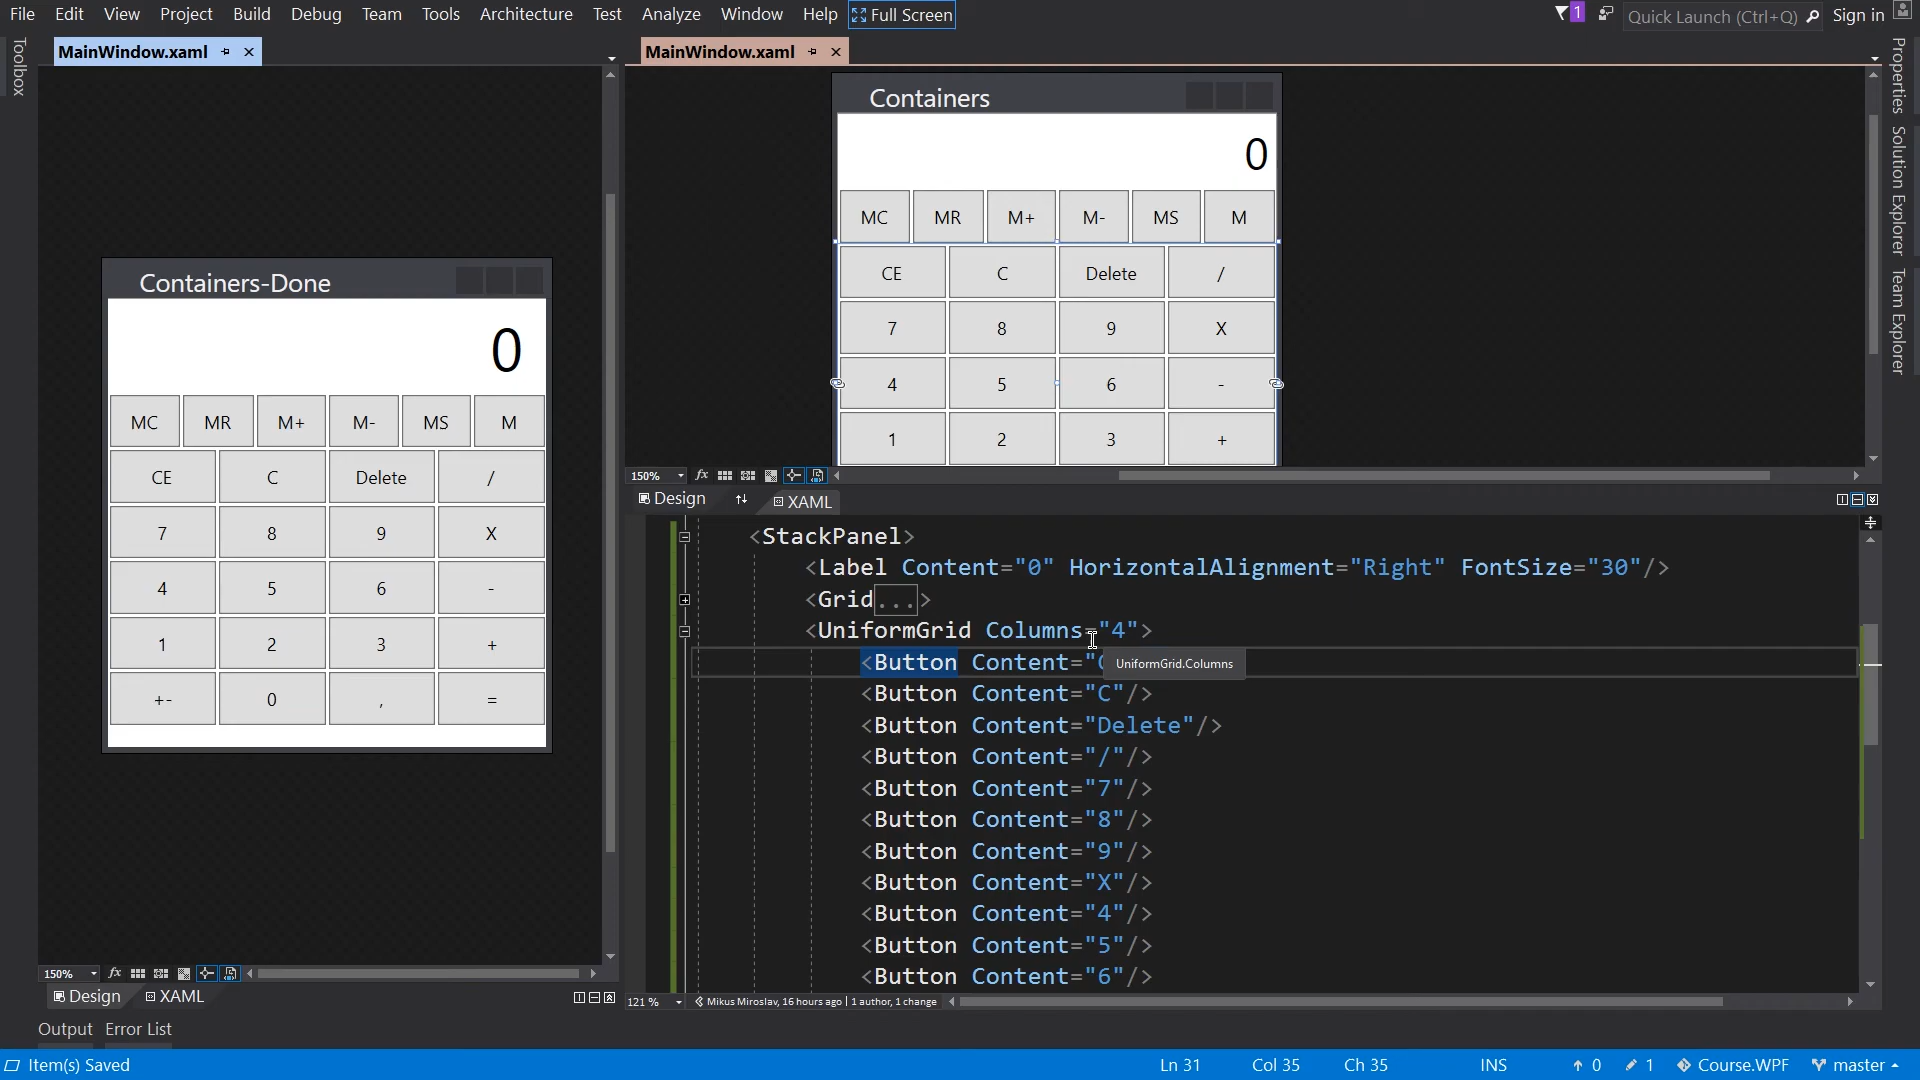 File Edit View Project Build Debug Team Tools Architecture Test Analyze Window Help Full Screen 1 Quick Launch (Ctrl+Q) Sign in
Toolbox
MainWindow.xaml
Containers-Done
0
MC MR M+ M- MS M
CE C Delete /
7 8 9 X
4 5 6 -
1 2 3 +
+- 0 , =
150% fx
Design XAML
MainWindow.xaml
Containers
0
MC MR M+ M- MS M
CE C Delete /
7 8 9 X
4 5 6 -
1 2 3 +
150% fx
Design XAML
<StackPanel>
<Label Content="0" HorizontalAlignment="Right" FontSize="30"/>
<Grid...>
<UniformGrid Columns="4">
<Button Content="C
UniformGrid.Columns
<Button Content="C"/>
<Button Content="Delete"/>
<Button Content="/"/>
<Button Content="7"/>
<Button Content="8"/>
<Button Content="9"/>
<Button Content="X"/>
<Button Content="4"/>
<Button Content="5"/>
<Button Content="6"/>
121 % Mikus Miroslav, 16 hours ago | 1 author, 1 change
Properties
Solution Explorer
Team Explorer
Output Error List
Item(s) Saved Ln 31 Col 35 Ch 35 INS 0 1 Course.WPF master